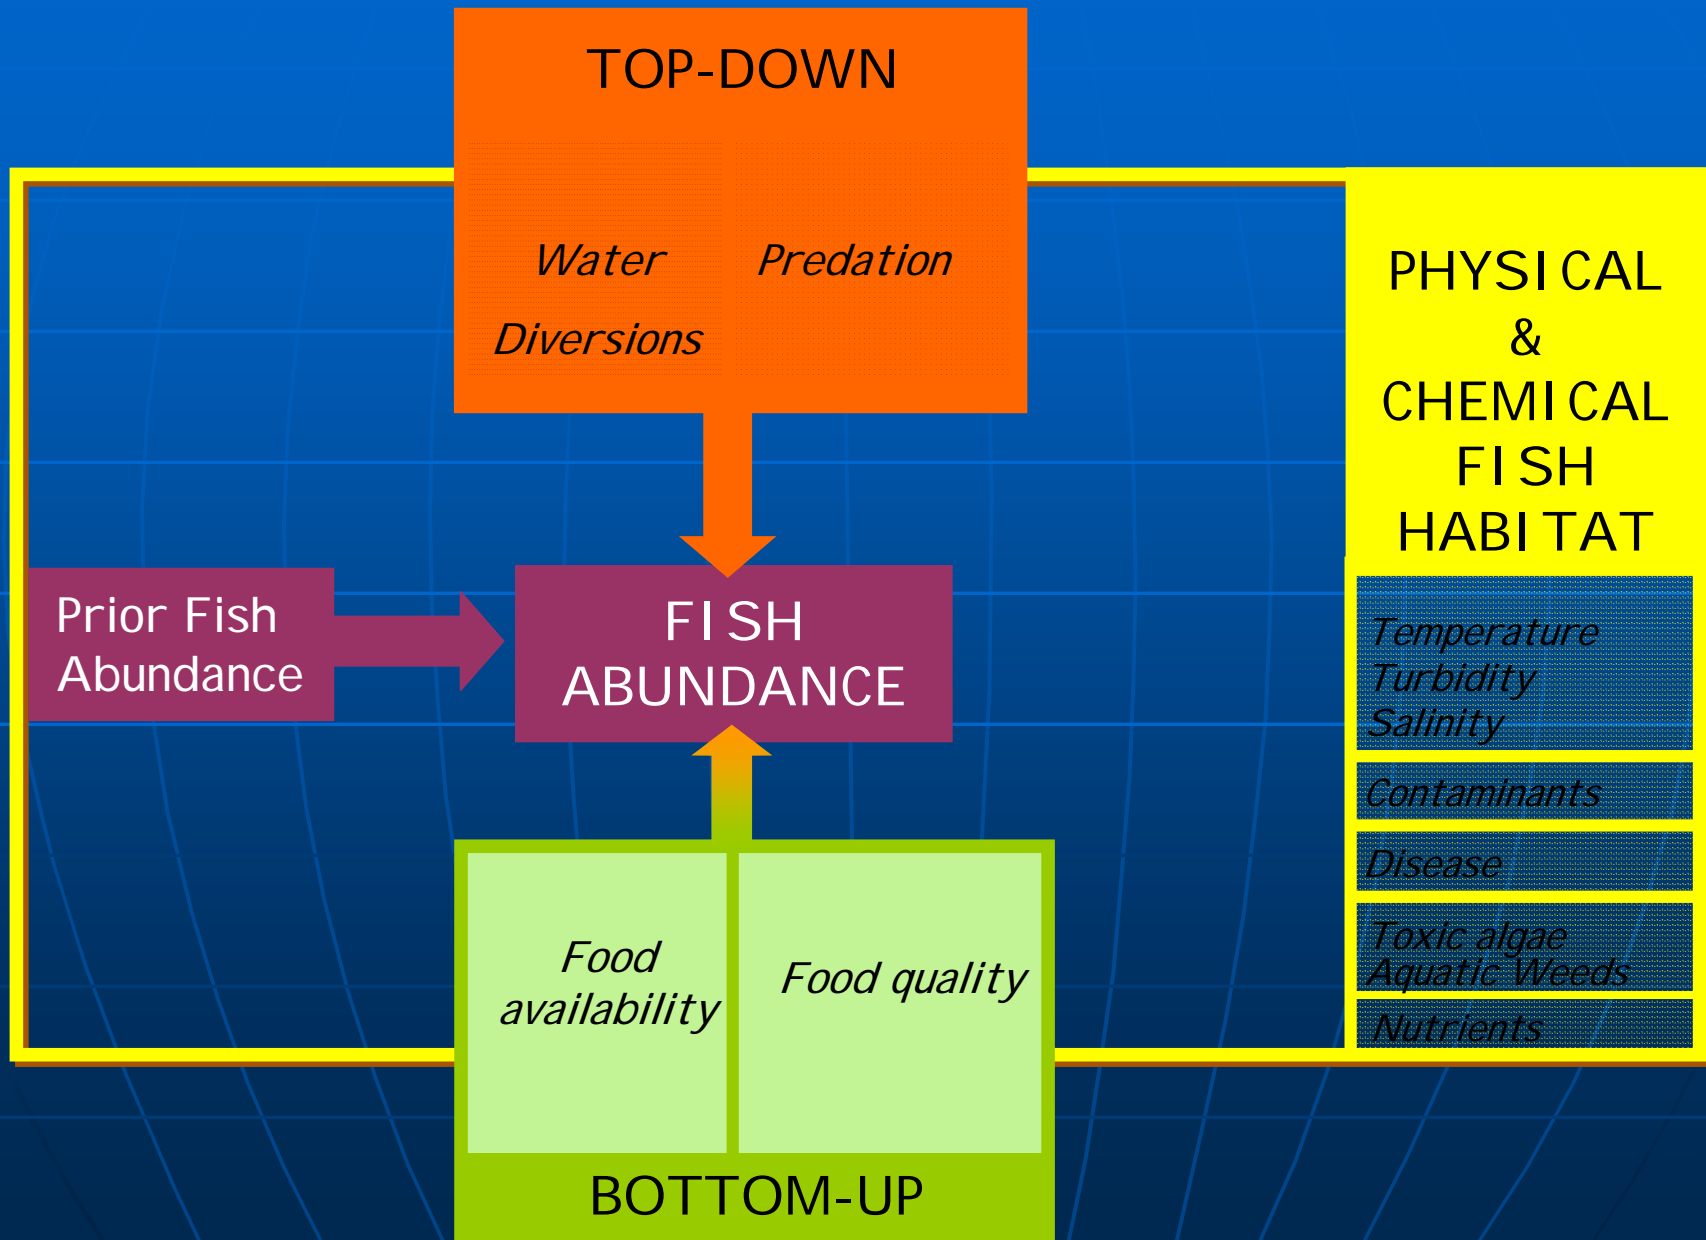 TOP-DOWN
Water
Diversions
Predation
PHYSICAL
&
CHEMICAL
FISH
HABITAT
Prior Fish
Abundance
FISH
ABUNDANCE
Temperature
Turbidity
Salinity
Contaminants
Disease
Toxic algae
Aquatic Weeds
Nutrients
Food
availability
Food quality
BOTTOM-UP